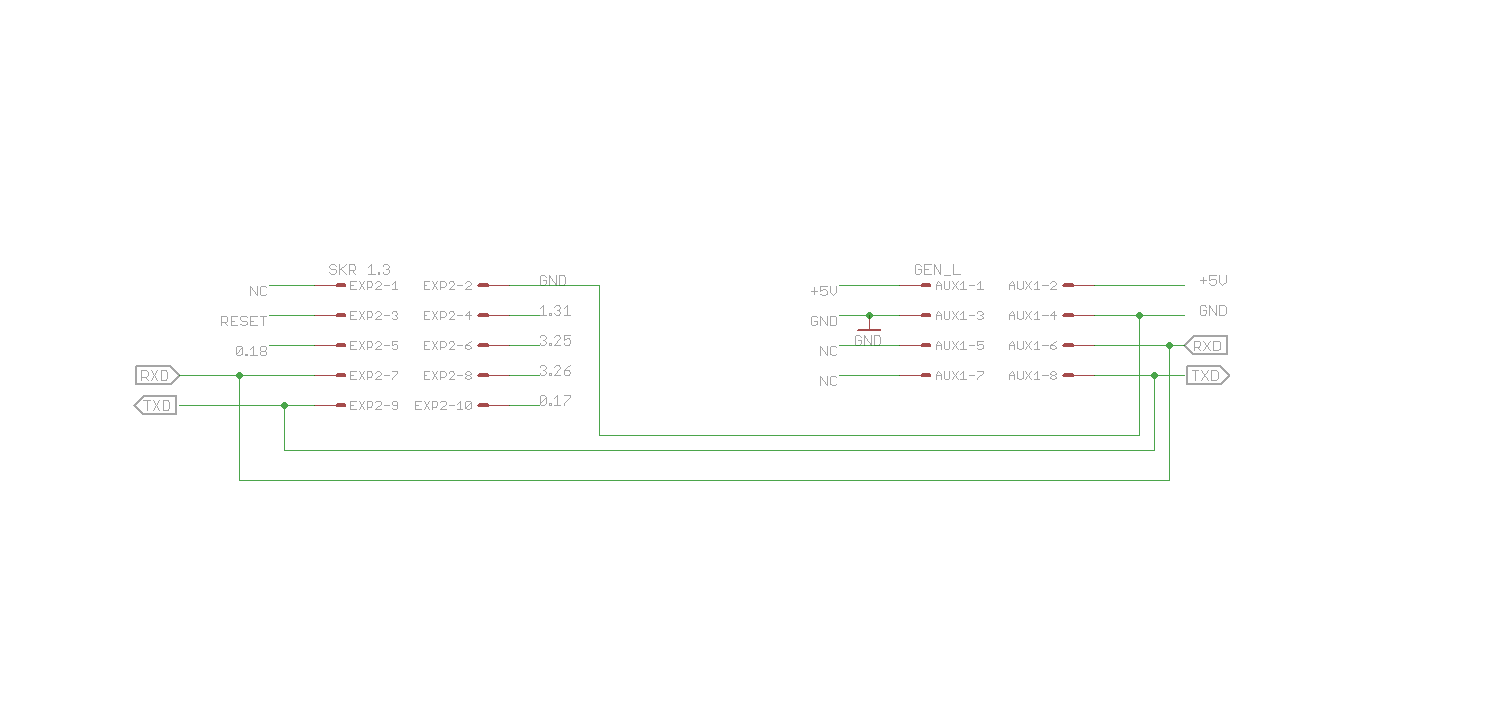 SKR 1.3
NC
EXP2-1
EXP2-2
GND
RESET
EXP2-3
EXP2-4
1.31
0.18
EXP2-5
EXP2-6
3.25
RXD
EXP2-7
EXP2-8
3.26
TXD
EXP2-9
EXP2-10
0.17
GEN_L
+5V
AUX1-1
AUX1-2
+5V
GND
AUX1-3
AUX1-4
GND
GND
NC
AUX1-5
AUX1-6
RXD
NC
AUX1-7
AUX1-8
TXD